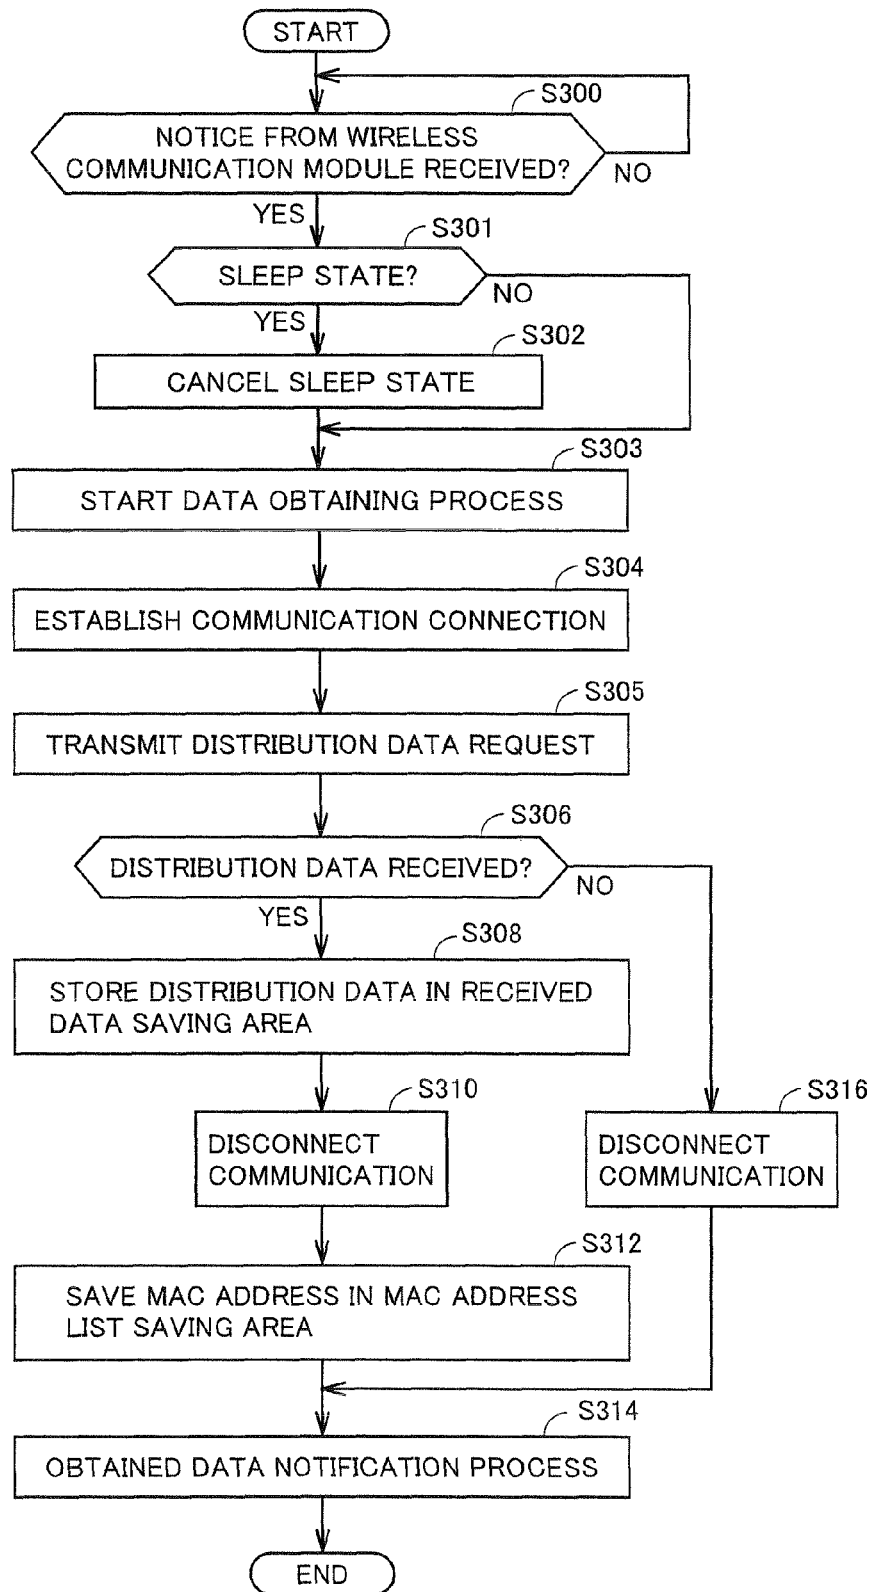 START
S300
NOTICE FROM WIRELESS
COMMUNICATION MODULE RECEIVED?
NO
YES
S301
SLEEP STATE?
NO
YES
S302
CANCEL SLEEP STATE
S303
START DATA OBTAINING PROCESS
S304
ESTABLISH COMMUNICATION CONNECTION
S305
TRANSMIT DISTRIBUTION DATA REQUEST
S306
DISTRIBUTION DATA RECEIVED?
NO
YES
S308
STORE DISTRIBUTION DATA IN RECEIVED
DATA SAVING AREA
S310
DISCONNECT
COMMUNICATION
S316
DISCONNECT
COMMUNICATION
S312
SAVE MAC ADDRESS IN MAC ADDRESS
LIST SAVING AREA
S314
OBTAINED DATA NOTIFICATION PROCESS
END